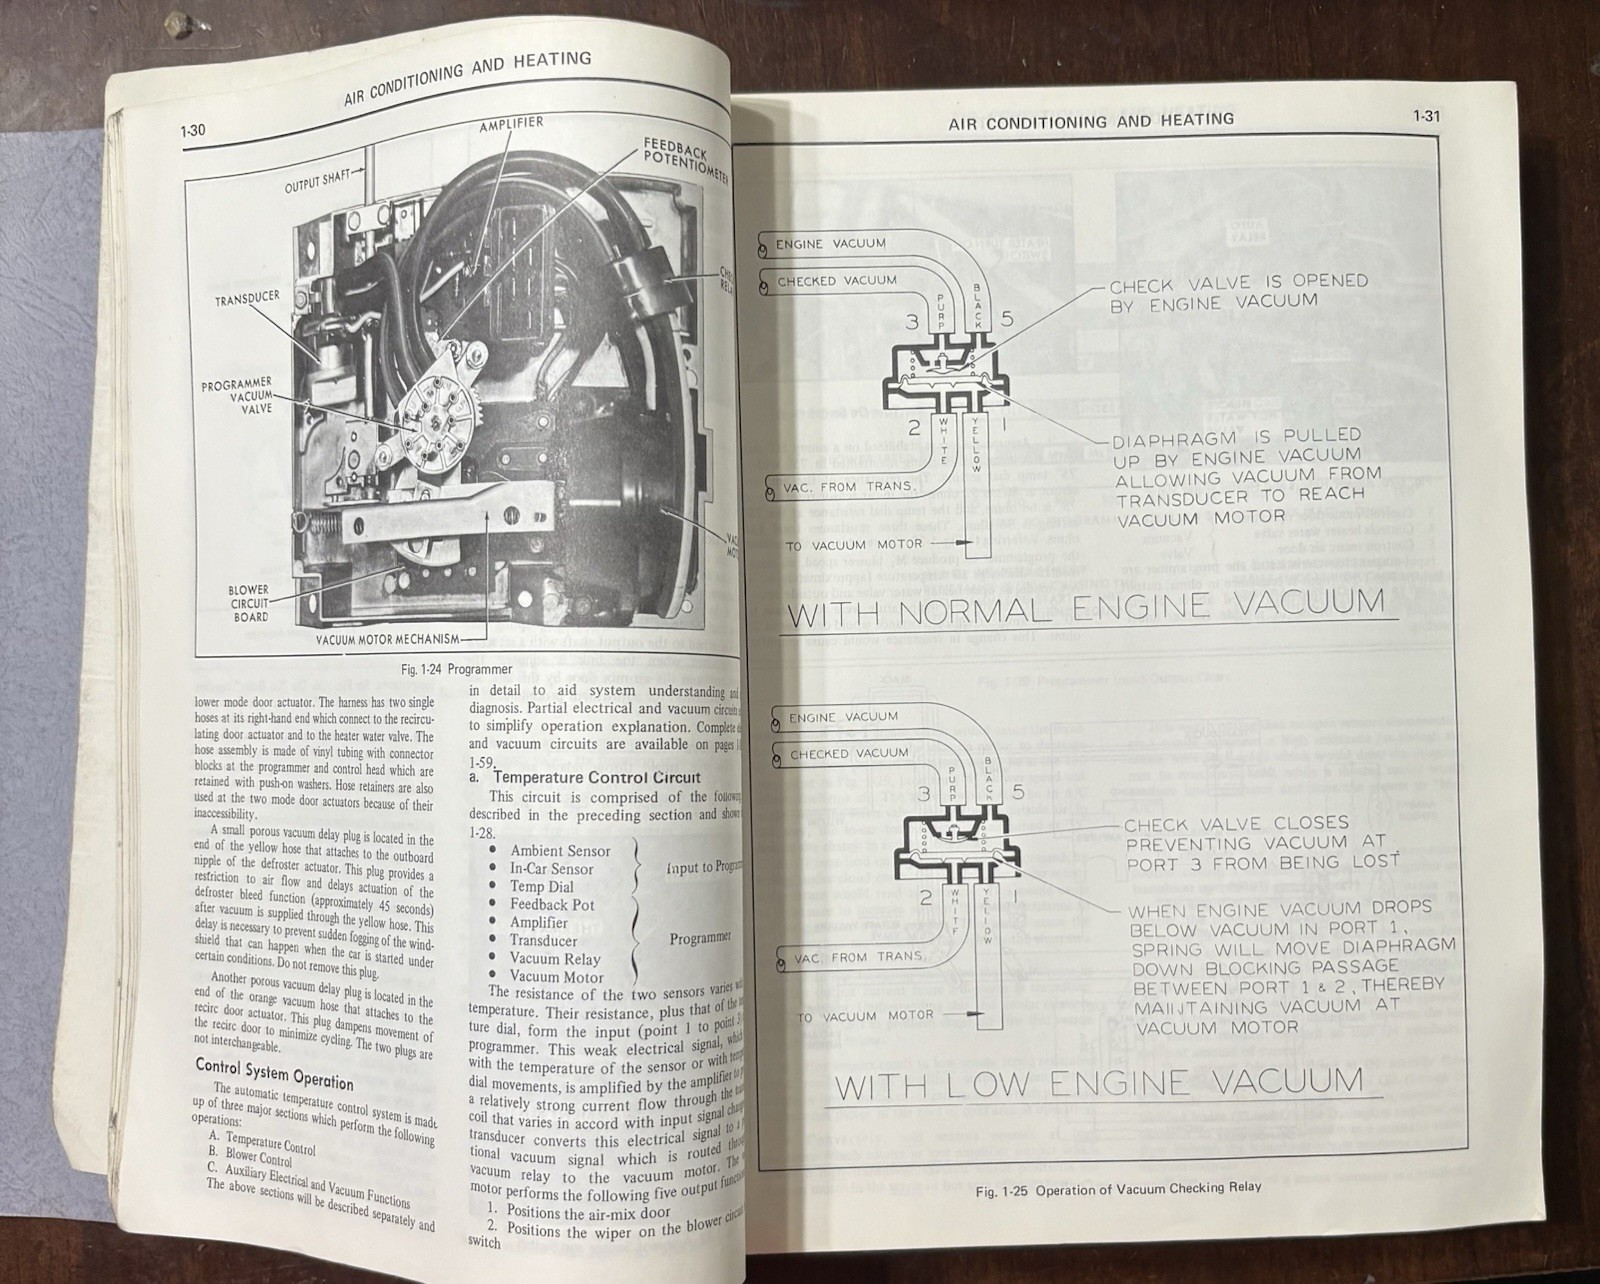 AIR CONDITIONING AND HEATING
1-30
AMPLIFIER
FEEDBACK
POTENTIOMETER
OUTPUT SHAFT
TRANSDUCER
PROGRAMMER
VACUUM
VALVE
BLOWER
CIRCUIT
BOARD
VACUUM MOTOR MECHANISM
Fig. 1-24 Programmer
lower mode door actuator. The harness has two single
hoses at its right-hand end which connect to the recircu-
lating door actuator and to the heater water valve. The
hose assembly is made of vinyl tubing with connector
blocks at the programmer and control head which are
retained with push-on washers. Hose retainers are also
used at the two mode door actuators because of their
inaccessibility.
A small porous vacuum delay plug is located in the
end of the yellow hose that attaches to the outboard
nipple of the defroster actuator. This plug provides a
restriction to air flow and delays actuation of the
defroster bleed function (approximately 45 seconds)
after vacuum is supplied through the yellow hose. This
delay is necessary to prevent sudden fogging of the wind-
shield that can happen when the car is started under
certain conditions. Do not remove this plug.
Another porous vacuum delay plug is located in the
end of the orange vacuum hose that attaches to the
recirc door actuator. This plug dampens movement of
the recirc door to minimize cycling. The two plugs are
not interchangeable.
Control System Operation
The automatic temperature control system is made
up of three major sections which perform the following
operations:
A. Temperature Control
B. Blower Control
C. Auxiliary Electrical and Vacuum Functions
The above sections will be described separately and
in detail to aid system understanding and
diagnosis. Partial electrical and vacuum circuits
to simplify operation explanation. Complete
and vacuum circuits are available on pages
1-59.
a. Temperature Control Circuit
This circuit is comprised of the
described in the preceding section and
1-28.
• Ambient Sensor
• In-Car Sensor
• Temp Dial
Input to
• Feedback Pot
• Amplifier
• Transducer
• Vacuum Relay
• Vacuum Motor
Programmer
The resistance of the two sensors varies
temperature. Their resistance, plus that of the
ture dial, form the input (point 1 to point 3
programmer. This weak electrical signal,
with the temperature of the sensor or with
dial movements, is amplified by the amplifier
a relatively strong current flow through the
coil that varies in accord with input signal
transducer converts this electrical signal to a
tional vacuum signal which is routed
vacuum relay to the vacuum motor. The
motor performs the following five output
1. Positions the air-mix door
2. Positions the wiper on the blower
switch
AIR CONDITIONING AND HEATING
1-31
ENGINE VACUUM
CHECKED VACUUM
PURP
BLACK
3
5
CHECK VALVE IS OPENED
BY ENGINE VACUUM
2
WHITE
YELLOW
1
DIAPHRAGM IS PULLED
UP BY ENGINE VACUUM
ALLOWING VACUUM FROM
TRANSDUCER TO REACH
VACUUM MOTOR
VAC. FROM TRANS.
TO VACUUM MOTOR
WITH NORMAL ENGINE VACUUM
ENGINE VACUUM
CHECKED VACUUM
PURP
BLACK
3
5
CHECK VALVE CLOSES
PREVENTING VACUUM AT
PORT 3 FROM BEING LOST
2
WHITE
YELLOW
1
WHEN ENGINE VACUUM DROPS
BELOW VACUUM IN PORT 1,
SPRING WILL MOVE DIAPHRAGM
DOWN BLOCKING PASSAGE
BETWEEN PORT 1 & 2, THEREBY
MAINTAINING VACUUM AT
VACUUM MOTOR
VAC. FROM TRANS.
TO VACUUM MOTOR
WITH LOW ENGINE VACUUM
Fig. 1-25 Operation of Vacuum Checking Relay